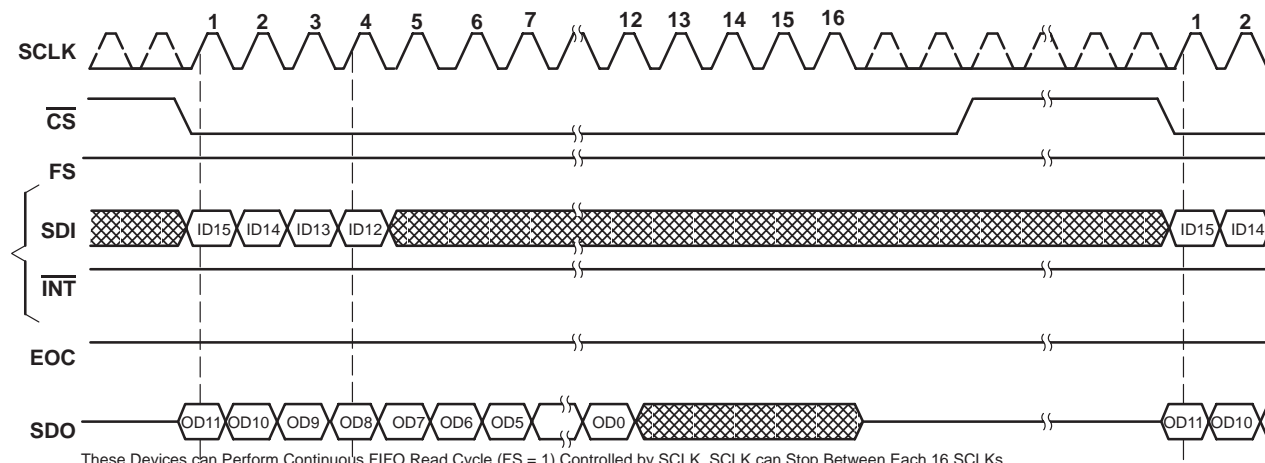 1 2 3 4 5 6 7 12 13 14 15 16 1 2
SCLK
CS
FS
SDI ID15 ID14 ID13 ID12 ID15 ID14
INT
EOC
SDO OD11 OD10 OD9 OD8 OD7 OD6 OD5 OD0 OD11 OD10
These Devices can Perform Continuous FIFO Read Cycle (FS = 1) Controlled by SCLK, SCLK can Stop Between Each 16 SCLKs